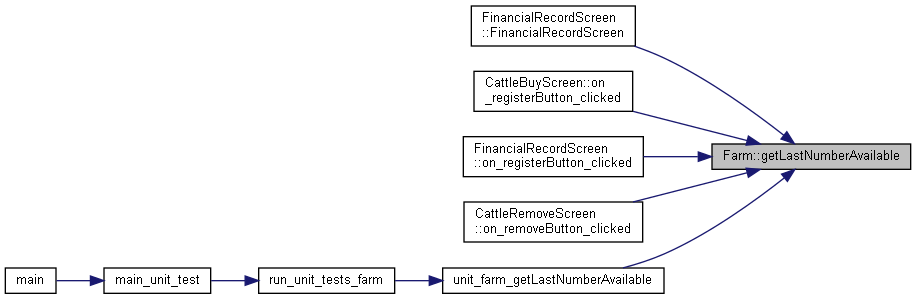 FinancialRecordScreen
::FinancialRecordScreen
CattleBuyScreen::on
_registerButton_clicked
FinancialRecordScreen
::on_registerButton_clicked
Farm::getLastNumberAvailable
CattleRemoveScreen
::on_removeButton_clicked
main
main_unit_test
run_unit_tests_farm
unit_farm_getLastNumberAvailable